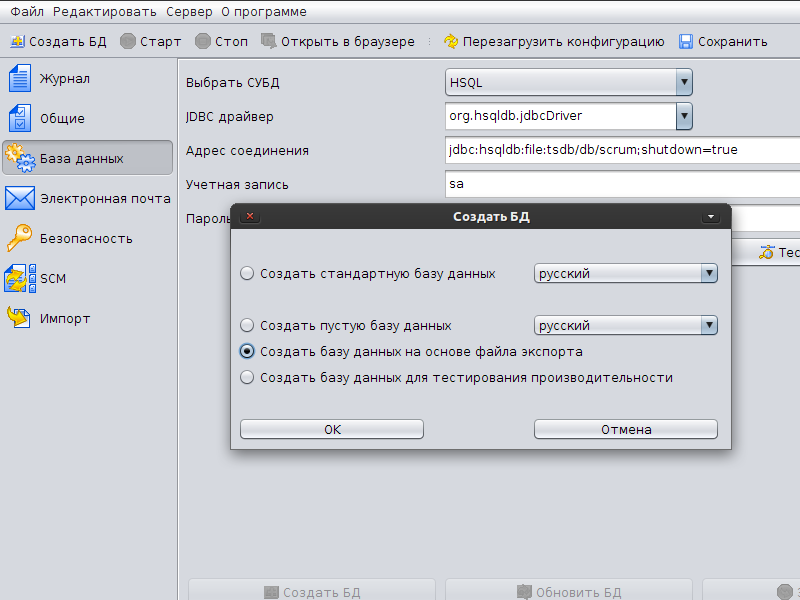 Файл Редактировать Сервер О программе
Создать БД Старт Стоп Открыть в браузере Перезагрузить конфигурацию Сохранить
Журнал
Общие
База данных
Электронная почта
Безопасность
SCM
Импорт
Выбрать СУБД HSQL
JDBC драйвер org.hsqldb.jdbcDriver
Адрес соединения jdbc:hsqldb:file:tsdb/db/scrum;shutdown=true
Учетная запись sa
Создать БД
Создать стандартную базу данных русский
Создать пустую базу данных русский
Создать базу данных на основе файла экспорта
Создать базу данных для тестирования производительности
OK Отмена
Создать БД Обновить БД